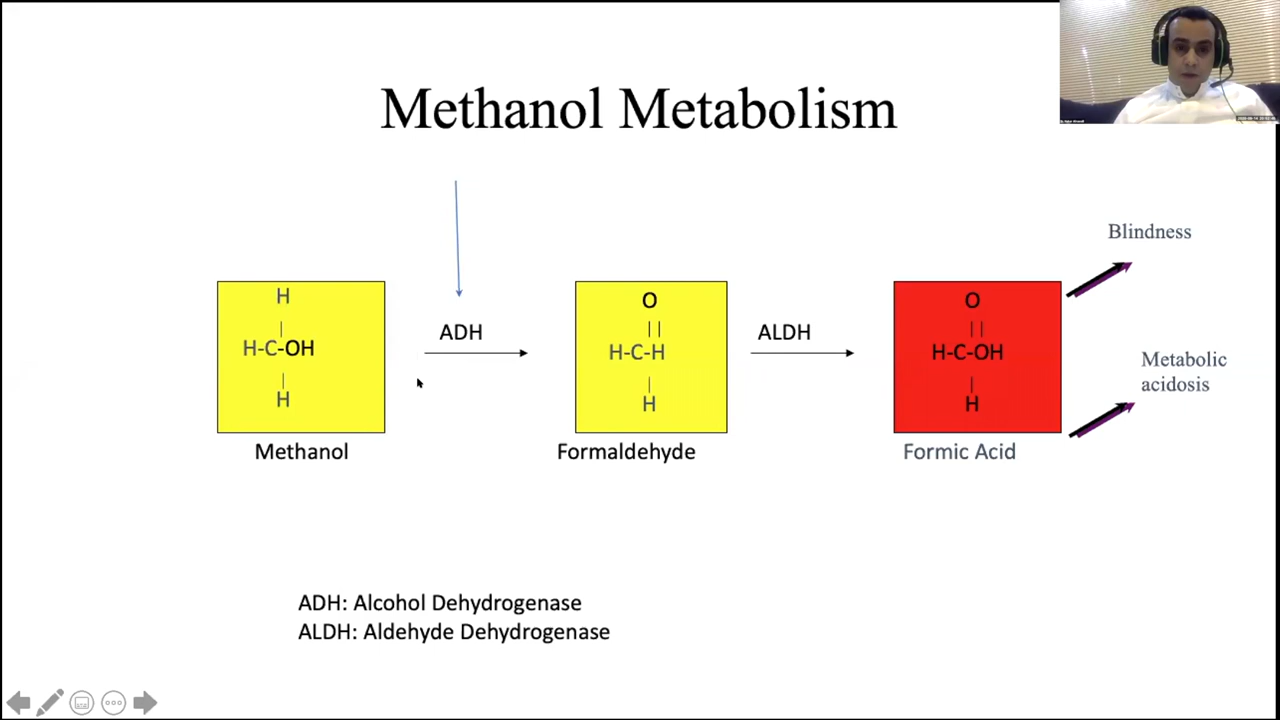 Methanol Metabolism
Blindness
H
|
H-C-OH
|
H
Methanol
ADH
O
||
H-C-H
|
H
Formaldehyde
ALDH
O
||
H-C-OH
|
H
Formic Acid
Metabolic
acidosis
ADH: Alcohol Dehydrogenase
ALDH: Aldehyde Dehydrogenase